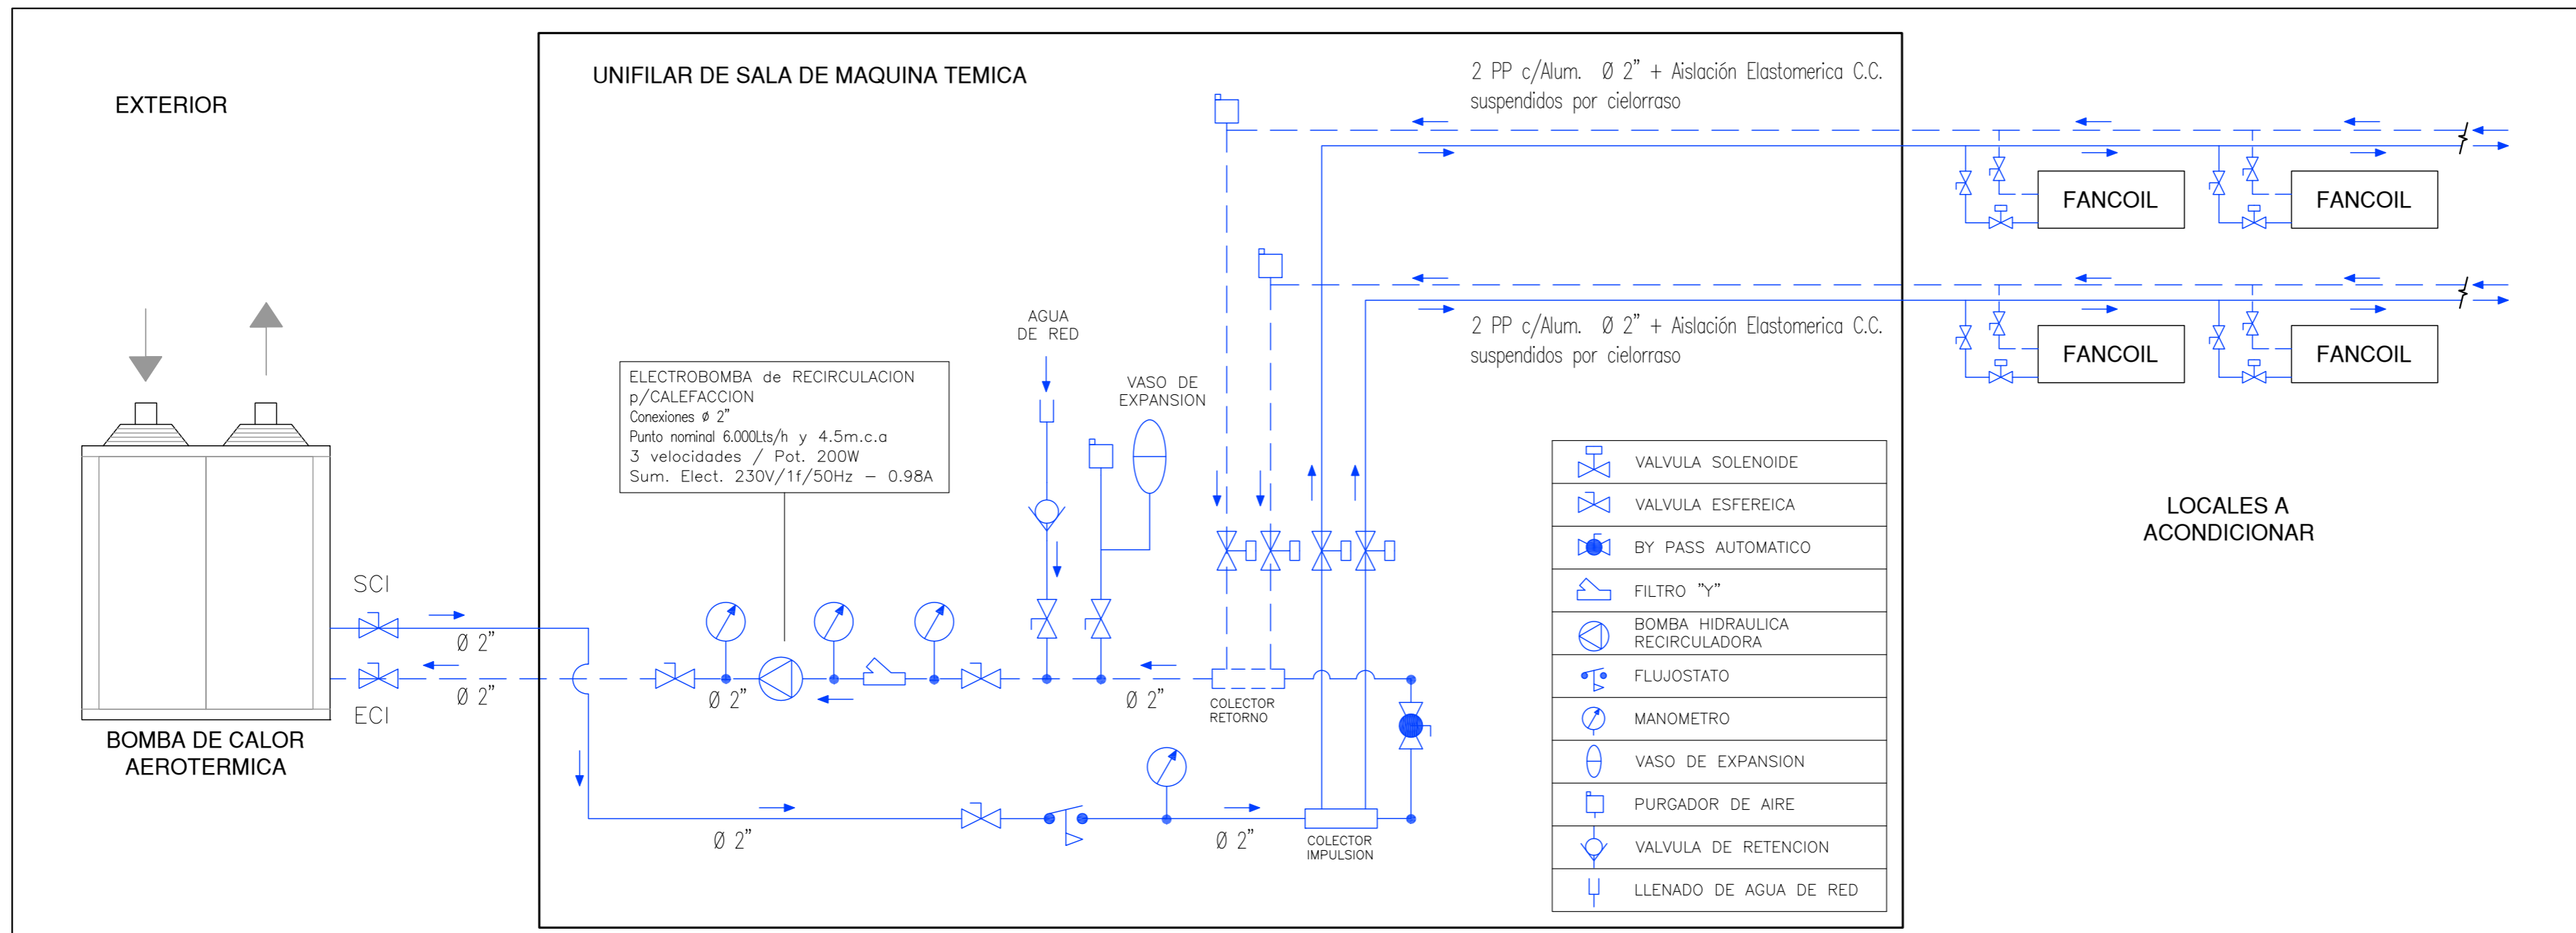 EXTERIOR
UNIFILAR DE SALA DE MAQUINA TEMICA
2 PP c/Alum. Ø 2" + Aislación Elastomerica C.C.
suspendidos por cielorraso
FANCOIL
FANCOIL
2 PP c/Alum. Ø 2" + Aislación Elastomerica C.C.
suspendidos por cielorraso
FANCOIL
FANCOIL
AGUA
DE RED
VASO DE
EXPANSION
ELECTROBOMBA de RECIRCULACION
p/CALEFACCION
Conexiones ø 2"
Punto nominal 6.000Lts/h y 4.5m.c.a
3 velocidades / Pot. 200W
Sum. Elect. 230V/1f/50Hz – 0.98A
SCI
Ø 2"
ECI
Ø 2"
Ø 2"
Ø 2"
COLECTOR
RETORNO
BOMBA DE CALOR
AEROTERMICA
Ø 2"
Ø 2"
COLECTOR
IMPULSION
VALVULA SOLENOIDE
VALVULA ESFEREICA
BY PASS AUTOMATICO
FILTRO "Y"
BOMBA HIDRAULICA
RECIRCULADORA
FLUJOSTATO
MANOMETRO
VASO DE EXPANSION
PURGADOR DE AIRE
VALVULA DE RETENCION
LLENADO DE AGUA DE RED
LOCALES A
ACONDICIONAR